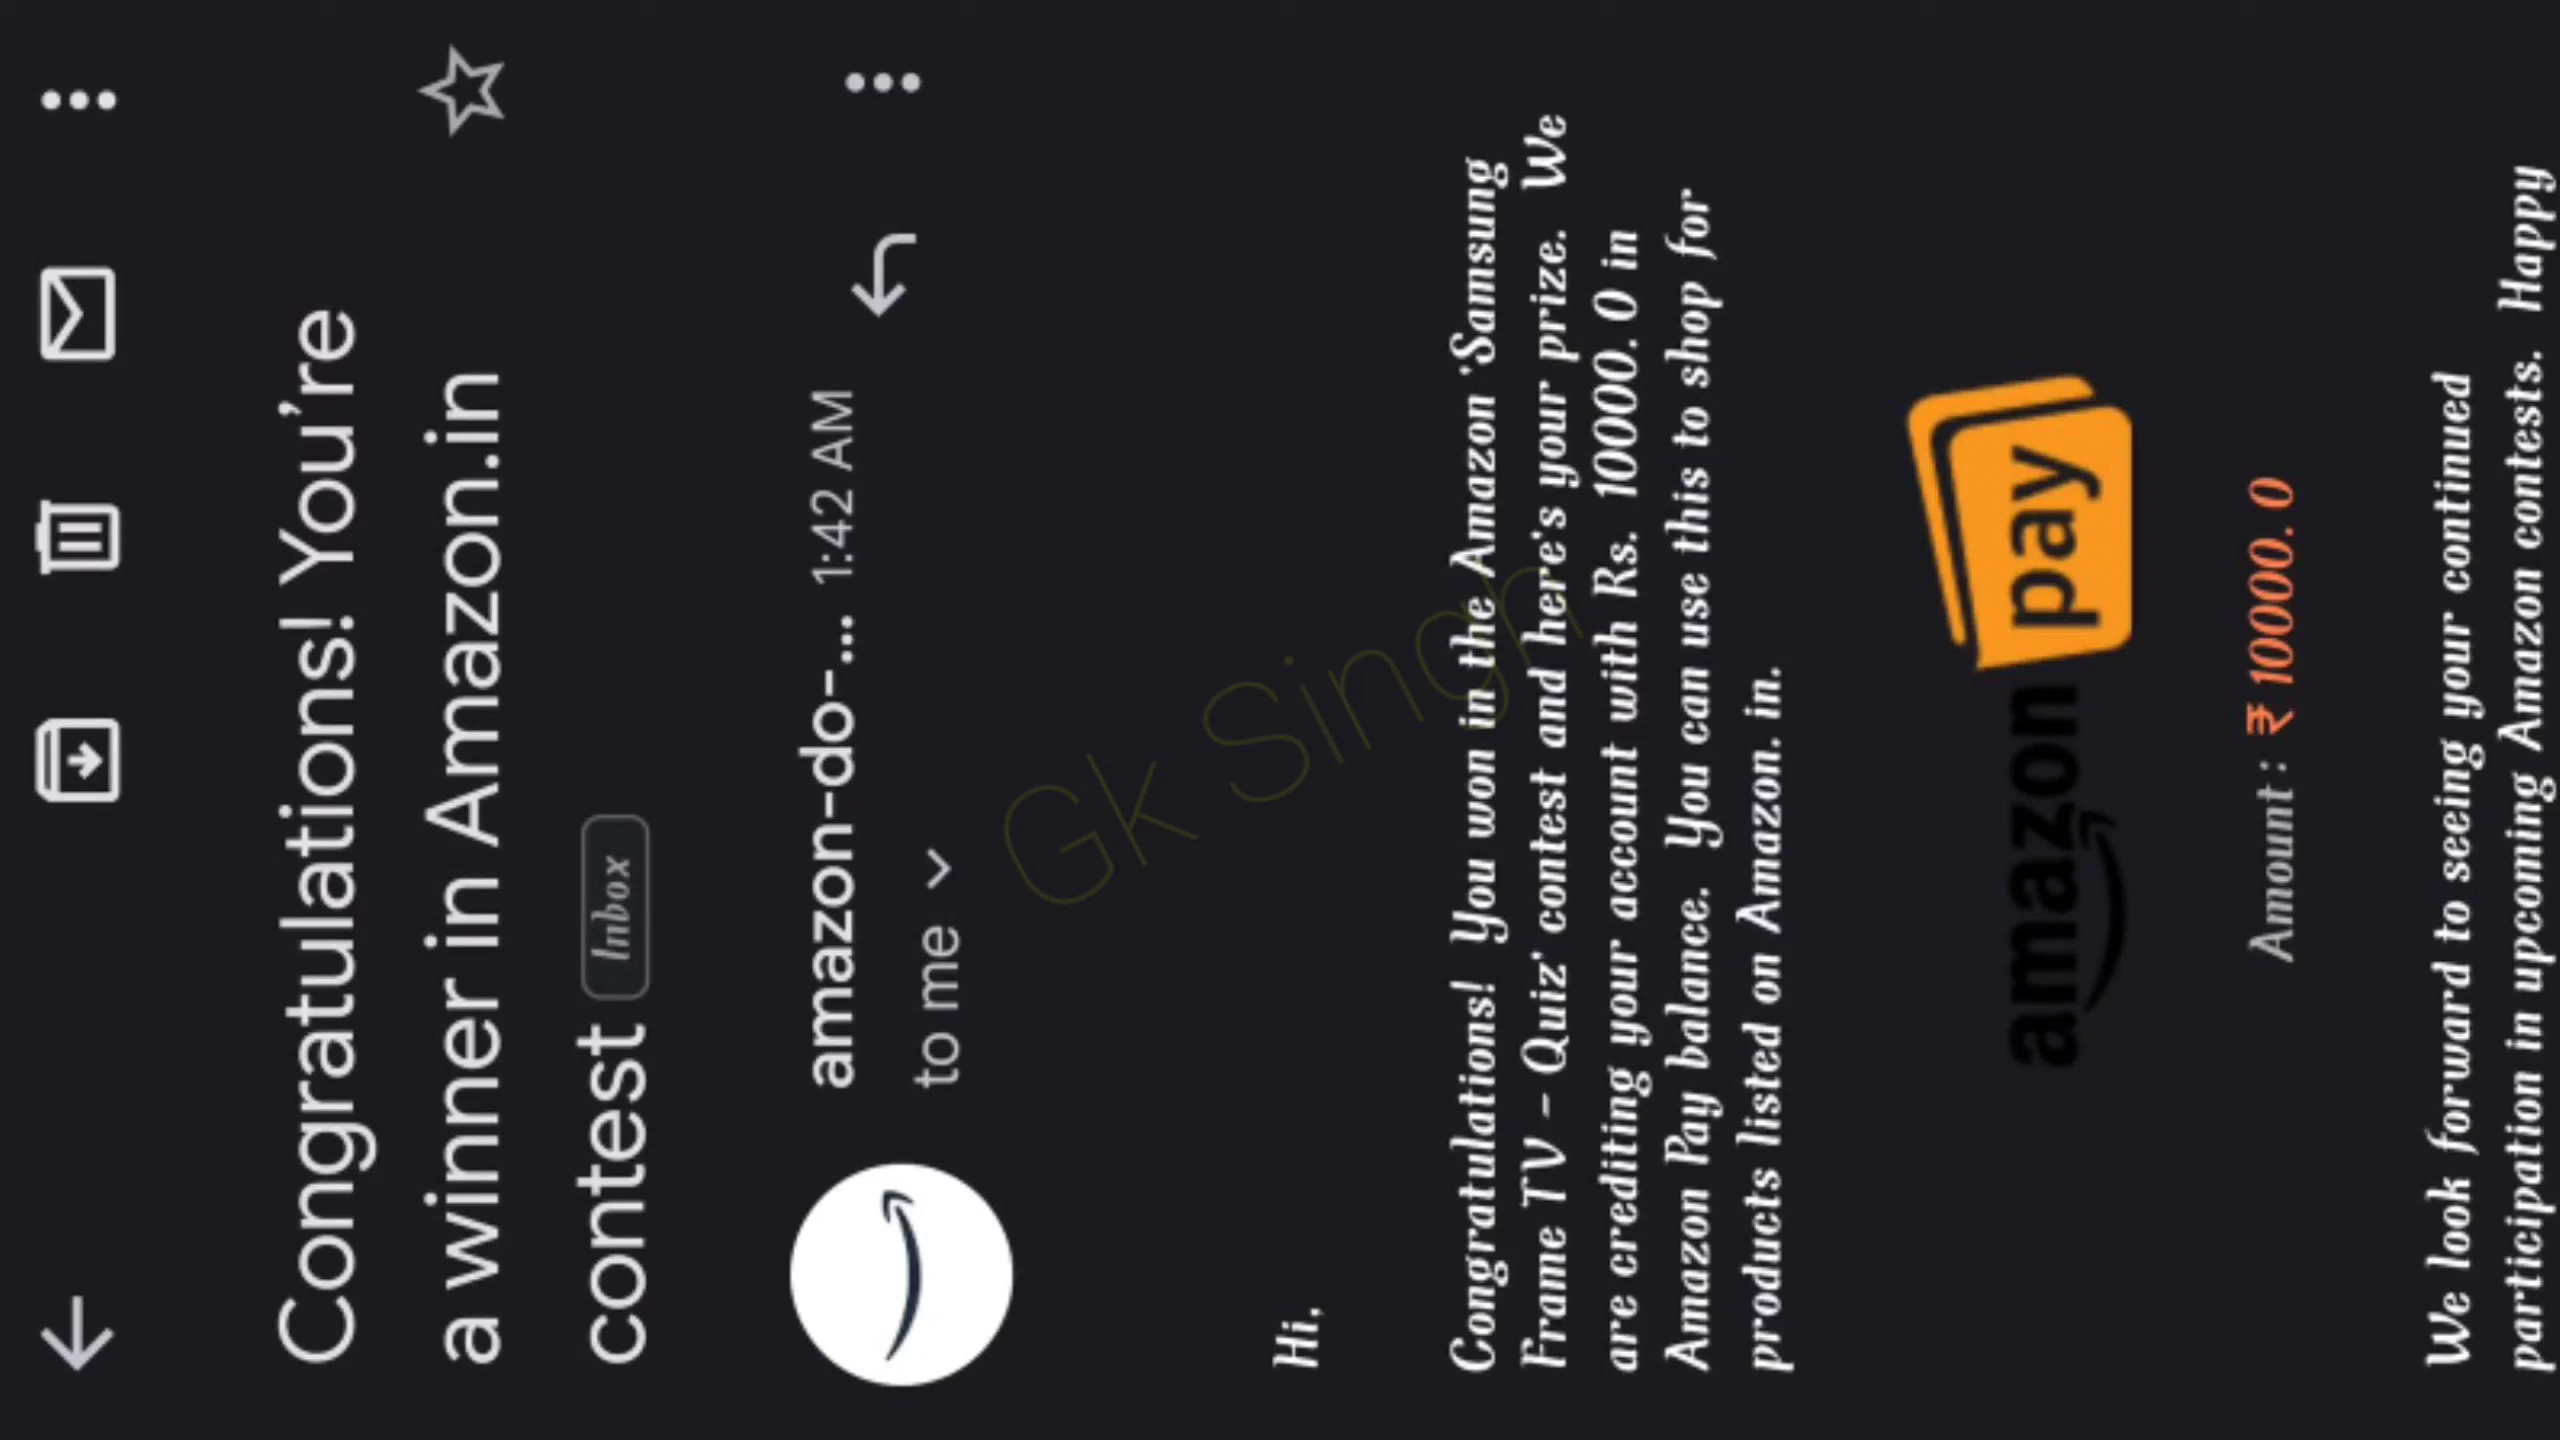 Congratulations! You're
a winner in Amazon.in
contest Inbox
amazon-do-... 1:42 AM
to me
Hi,
Congratulations! You won in the Amazon 'Samsung
Frame TV - Quiz' contest and here's your prize. We
are crediting your account with Rs. 10000. 0 in
Amazon Pay balance. You can use this to shop for
products listed on Amazon. in.
amazon pay
Amount: ₹ 10000. 0
We look forward to seeing your continued
participation in upcoming Amazon contests. Happy
Gk Singh